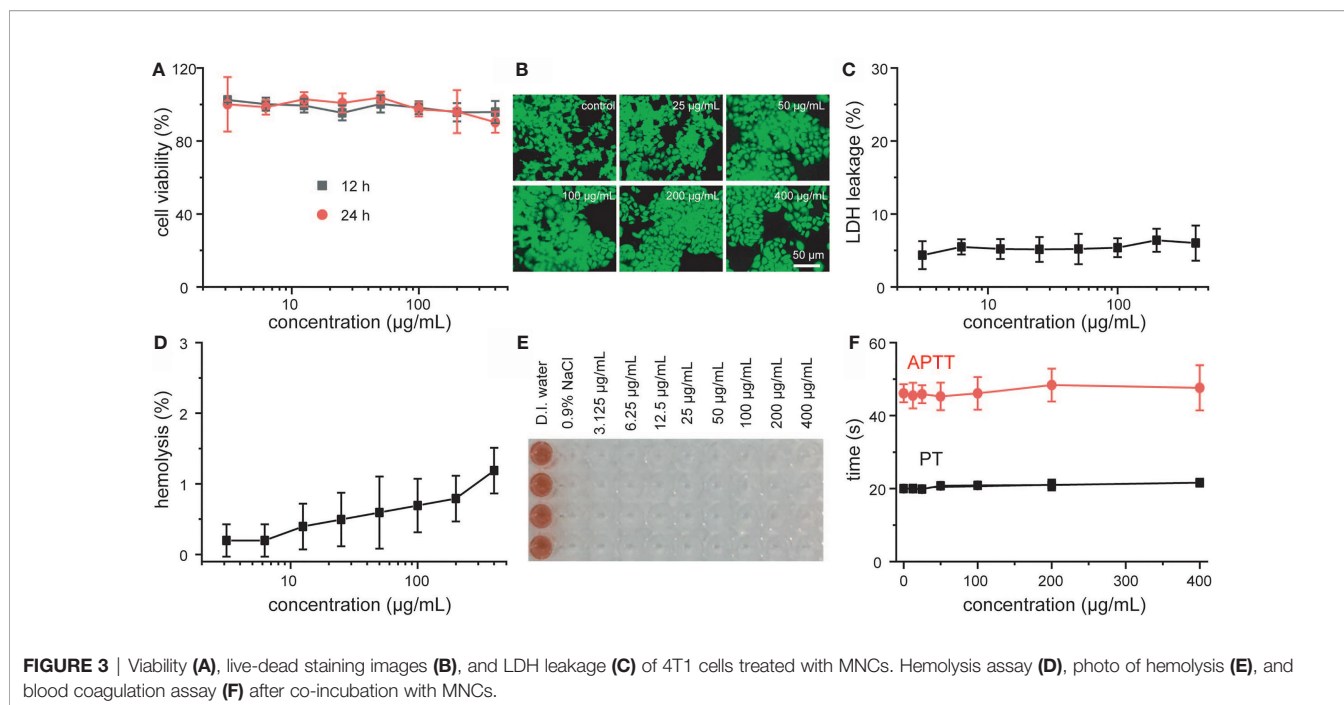 A
120
80
40
0
cell viability (%)
12 h
24 h
10
100
concentration (µg/mL)
B
control
25 µg/mL
50 µg/mL
100 µg/mL
200 µg/mL
400 µg/mL
50 µm
C
30
20
10
0
LDH leakage (%)
10
100
concentration (µg/mL)
D
3
2
1
0
hemolysis (%)
10
100
concentration (µg/mL)
E
D.I. water
0.9% NaCl
3.125 µg/mL
6.25 µg/mL
12.5 µg/mL
25 µg/mL
50 µg/mL
100 µg/mL
200 µg/mL
400 µg/mL
F
60
40
20
0
time (s)
APTT
PT
0
100
200
300
400
concentration (µg/mL)
FIGURE 3 | Viability (A), live-dead staining images (B), and LDH leakage (C) of 4T1 cells treated with MNCs. Hemolysis assay (D), photo of hemolysis (E), and
blood coagulation assay (F) after co-incubation with MNCs.